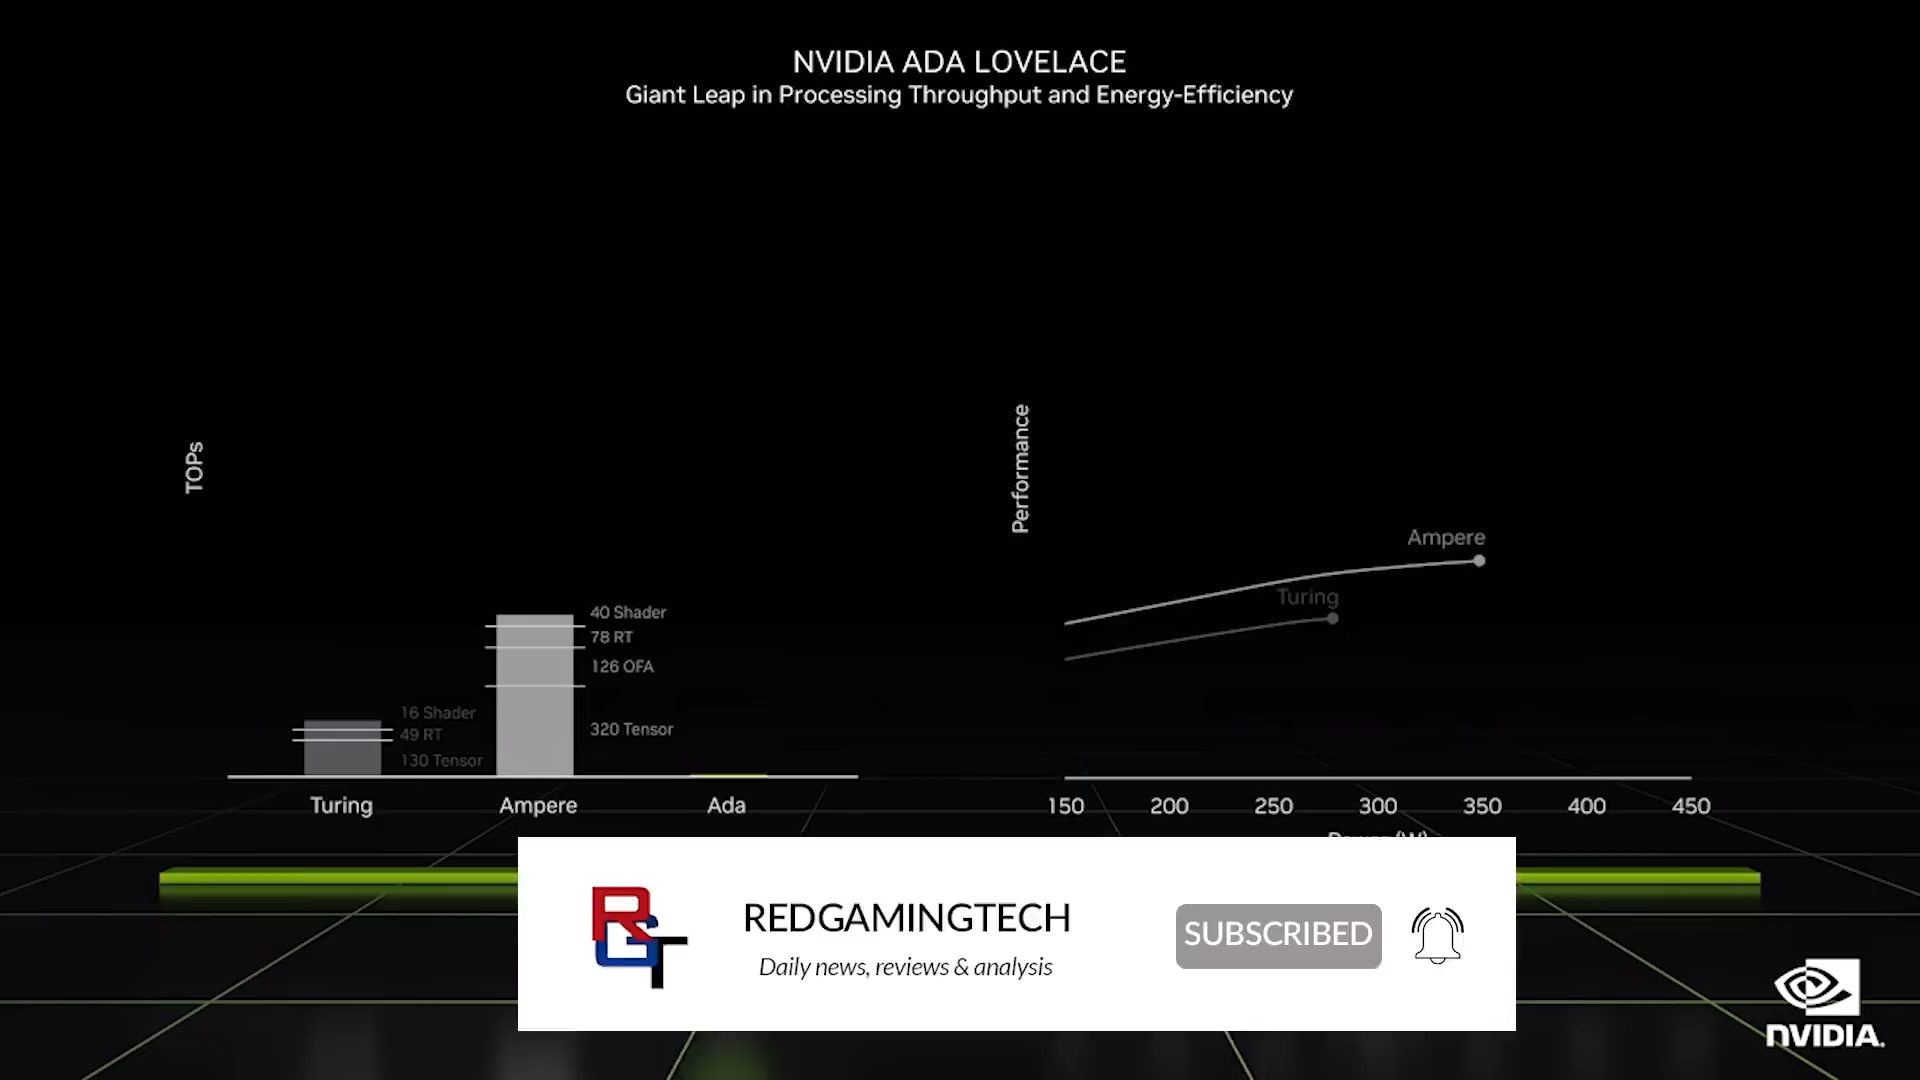 NVIDIA ADA LOVELACE
Giant Leap in Processing Throughput and Energy-Efficiency
TOPs
16 Shader
49 RT
130 Tensor
40 Shader
78 RT
126 OFA
320 Tensor
Turing
Ampere
Ada
Performance
Ampere
Turing
150 200 250 300 350 400 450
Power (W)
RGT
REDGAMINGTECH
Daily news, reviews & analysis
SUBSCRIBED
NVIDIA.